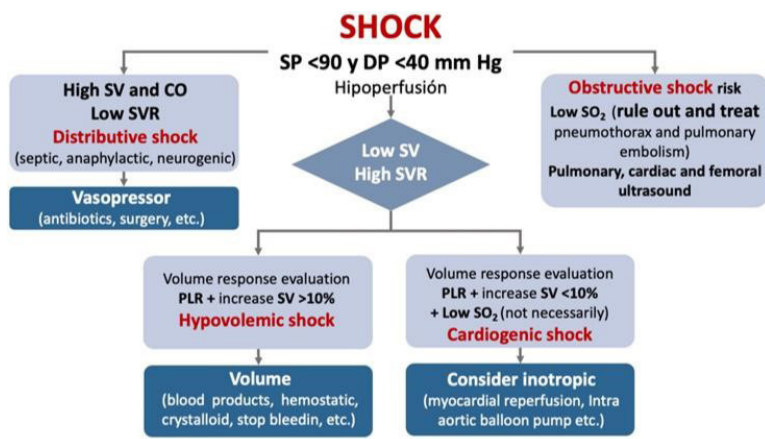 SHOCK
SP <90 y DP <40 mm Hg
Hipoperfusión
High SV and CO
Low SVR
Distributive shock
(septic, anaphylactic, neurogenic)
Vasopressor
(antibiotics, surgery, etc.)
Low SV
High SVR
Obstructive shock risk
Low SO₂ (rule out and treat
pneumothorax and pulmonary
embolism)
Pulmonary, cardiac and femoral
ultrasound
Volume response evaluation
PLR + increase SV >10%
Hypovolemic shock
Volume
(blood products, hemostatic,
crystalloid, stop bleedin, etc.)
Volume response evaluation
PLR + increase SV <10%
+ Low SO₂ (not necessarily)
Cardiogenic shock
Consider inotropic
(myocardial reperfusion, Intra
aortic balloon pump etc.)